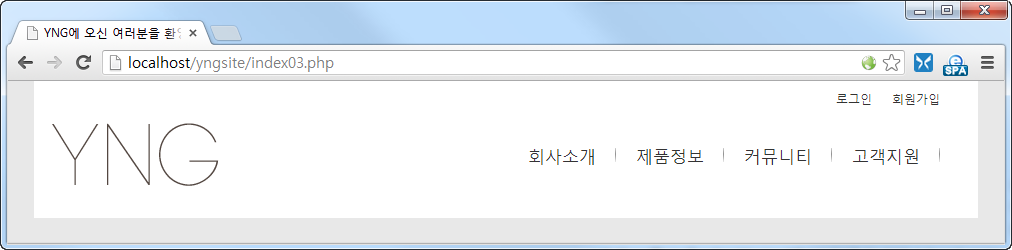 YNG에 오신 여러분을 환
localhost/yngsite/index03.php
e SPA
로그인 회원가입
YNG
회사소개 제품정보 커뮤니티 고객지원